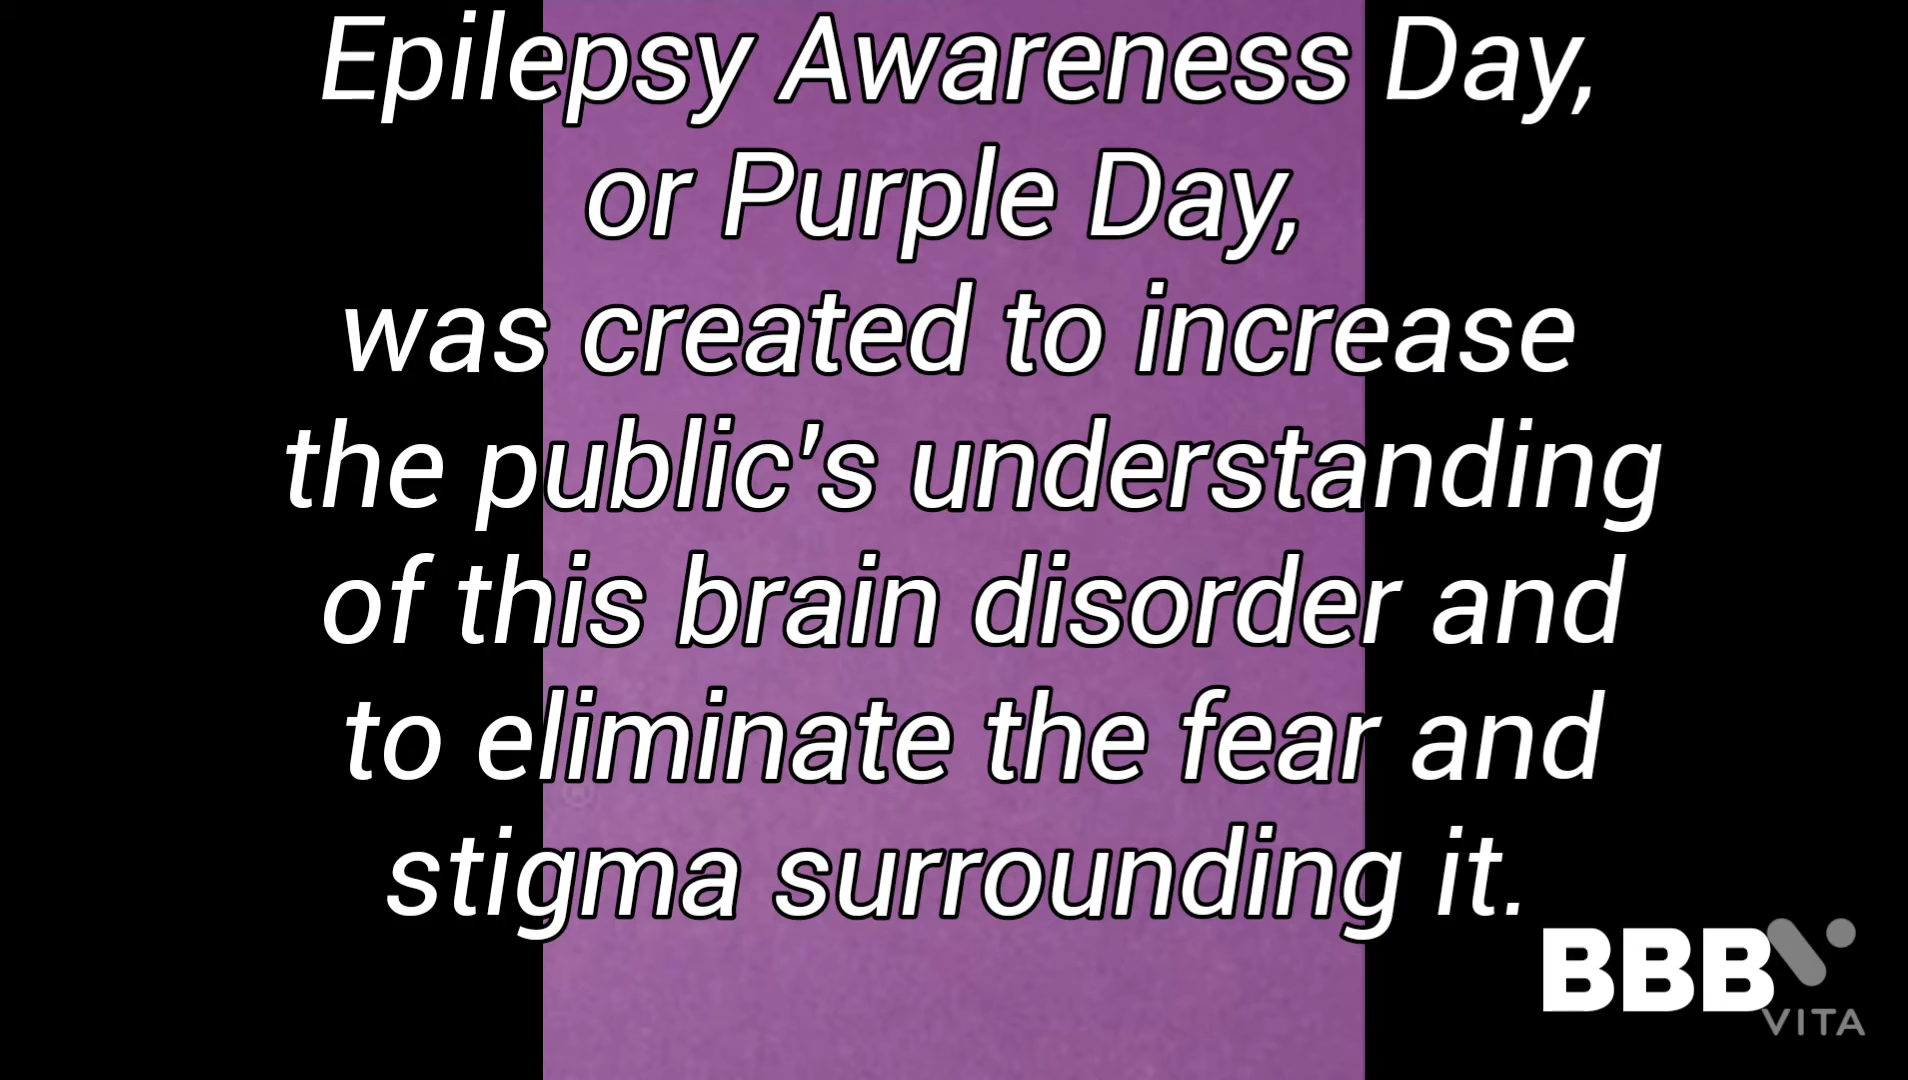 Epilepsy Awareness Day,
or Purple Day,
was created to increase
the public's understanding
of this brain disorder and
to eliminate the fear and
stigma surrounding it.
BBB
VITA